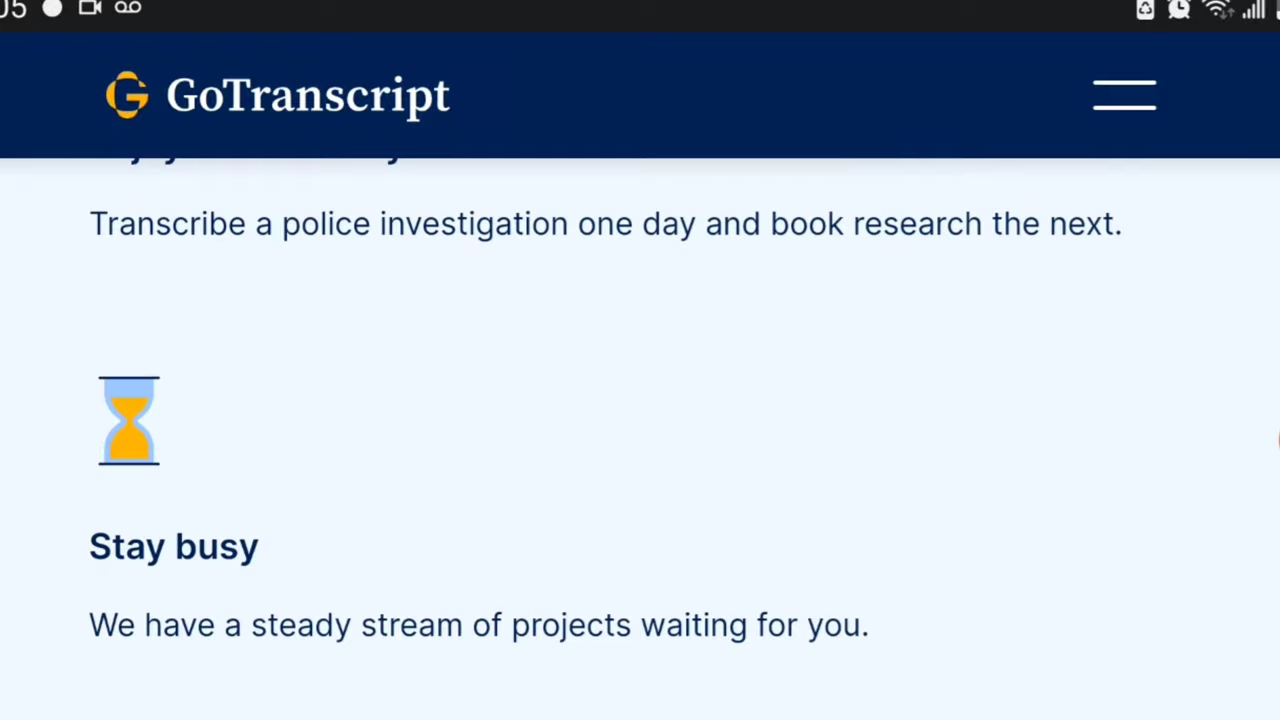 05
GoTranscript
Transcribe a police investigation one day and book research the next.
Stay busy
We have a steady stream of projects waiting for you.